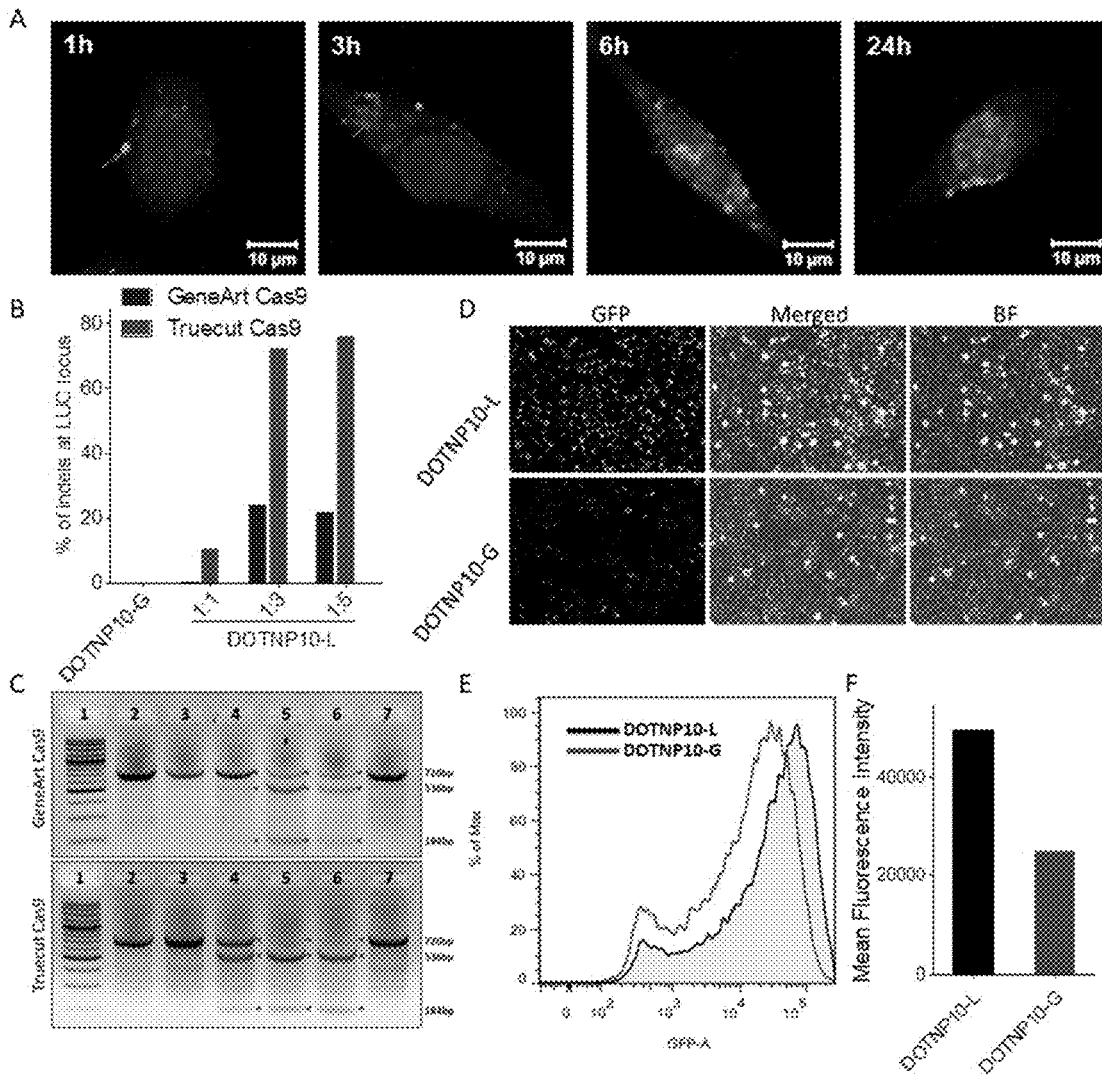 A
1h
3h
6h
24h
10 µm
10 µm
10 µm
10 µm
B
GeneArt Cas9
Truecut Cas9
% of indels at LUC locus
80
60
40
20
0
DOTNP10-G
1:1
1:3
1:5
DOTNP10-L
C
GeneArt Cas9
1 2 3 4 5 6 7
Truecut Cas9
1 2 3 4 5 6 7
D
GFP
Merged
BF
DOTNP10-L
DOTNP10-G
E
% of Max
100
80
60
40
20
0
DOTNP10-L
DOTNP10-G
0 10² 10³ 10⁴ 10⁵
GFP-A
F
Mean Fluorescence Intensity
40000
20000
0
DOTNP10-L
DOTNP10-G